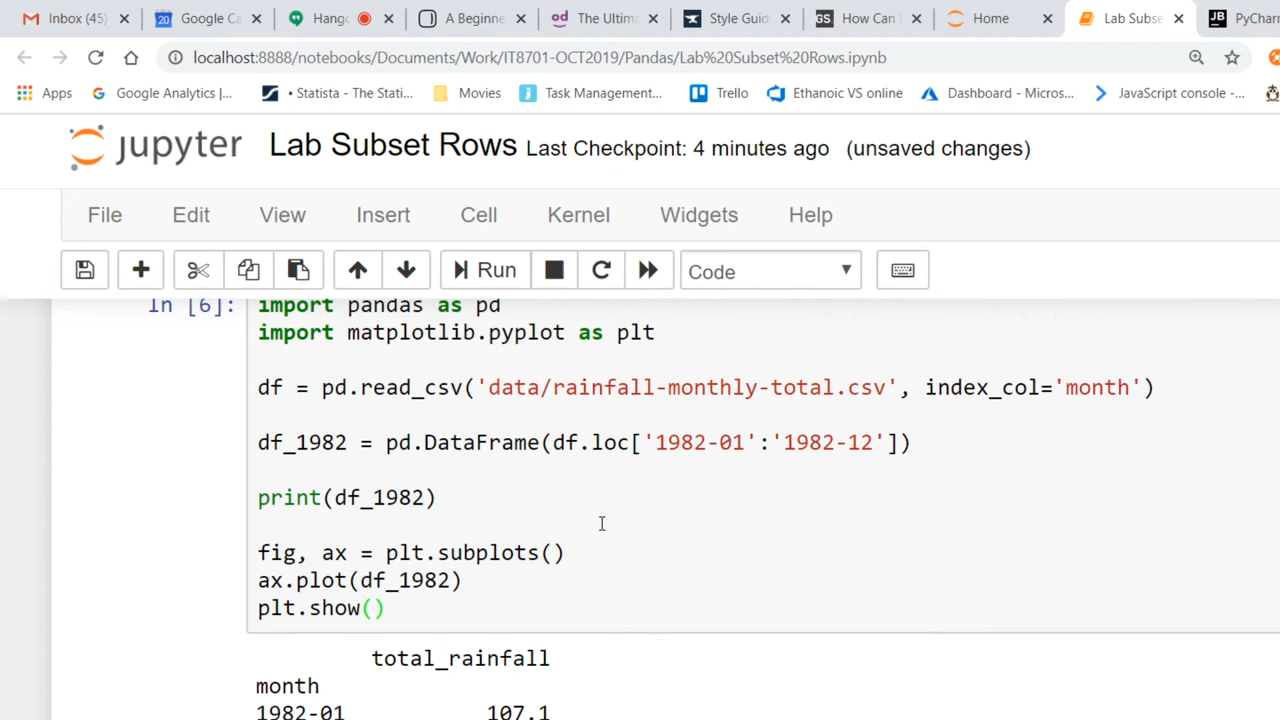 Inbox (45)
Google Ca
Hango
A Beginne
The Ultim
Style Guid
How Can I
Home
Lab Subse
PyChar
localhost:8888/notebooks/Documents/Work/IT8701-OCT2019/Pandas/Lab%20Subset%20Rows.ipynb
Apps
Google Analytics |...
• Statista - The Stati...
Movies
Task Management...
Trello
Ethanoic VS online
Dashboard - Micros...
JavaScript console -...
jupyter Lab Subset Rows Last Checkpoint: 4 minutes ago (unsaved changes)
File Edit View Insert Cell Kernel Widgets Help
Run Code
In [6]: import pandas as pd
import matplotlib.pyplot as plt
df = pd.read_csv('data/rainfall-monthly-total.csv', index_col='month')
df_1982 = pd.DataFrame(df.loc['1982-01':'1982-12'])
print(df_1982)
fig, ax = plt.subplots()
ax.plot(df_1982)
plt.show()
total_rainfall
month
1982-01 107.1